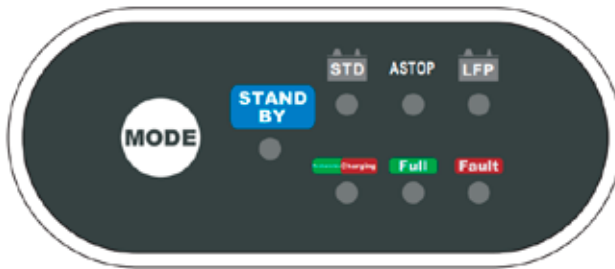 STD ASTOP LFP
STAND
BY
MODE
Charging Full Fault